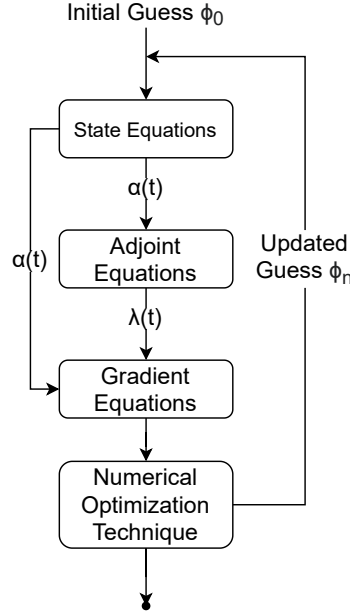 Initial Guess ϕ₀
State Equations
α(t)
α(t)
Adjoint
Equations
Updated
Guess ϕₙ
λ(t)
Gradient
Equations
Numerical
Optimization
Technique